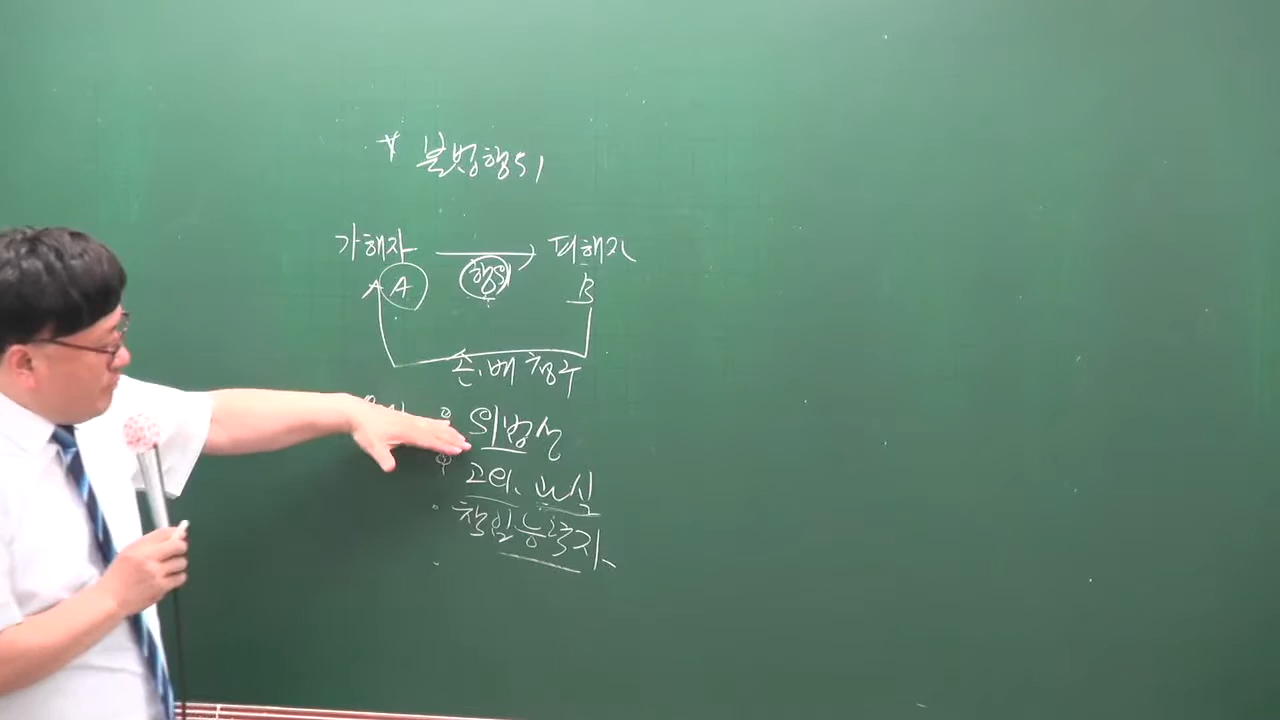 * 불법행위
가해자 → 피해자
A 행위 B
손.배 청구
위법성
고의. 과실
책임능력자.